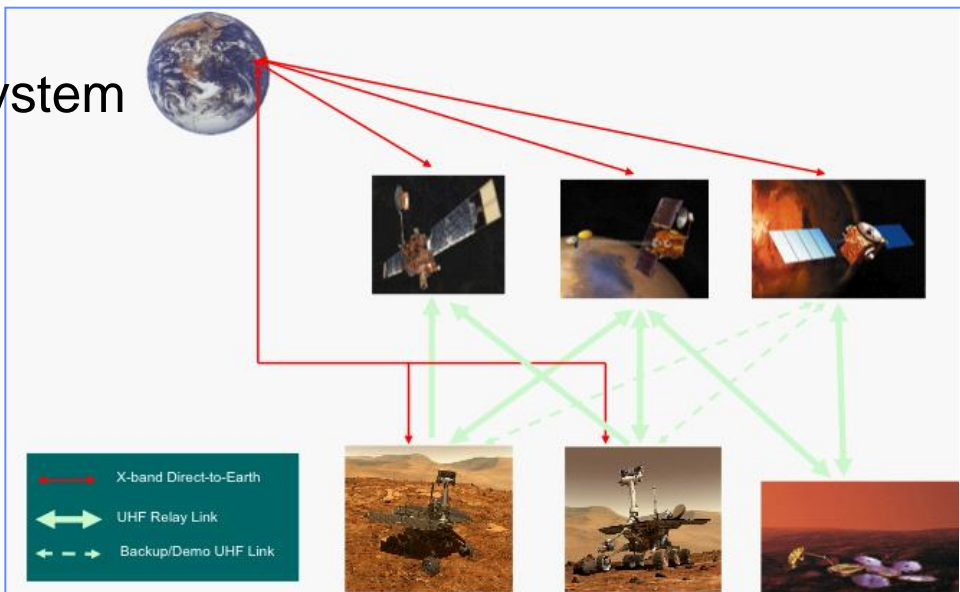 ystem
X-band Direct-to-Earth
UHF Relay Link
Backup/Demo UHF Link